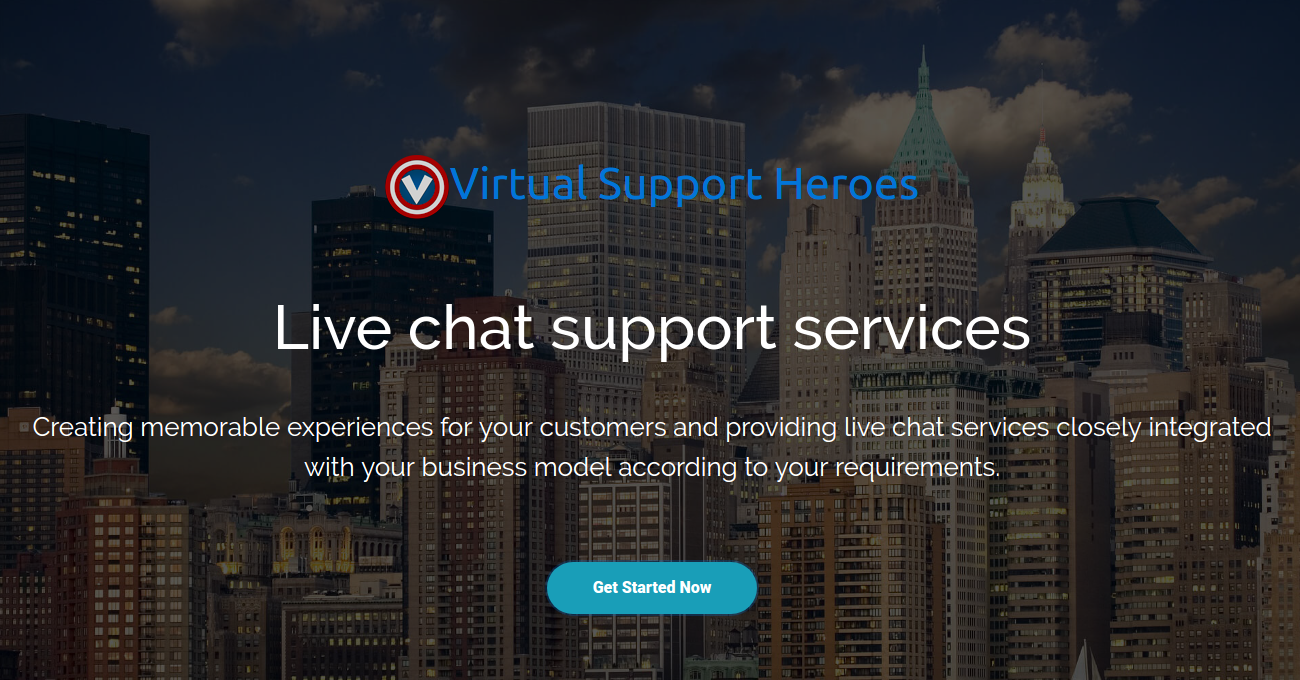 Virtual Support Heroes
Live chat support services
Creating memorable experiences for your customers and providing live chat services closely integrated
with your business model according to your requirements.
Get Started Now